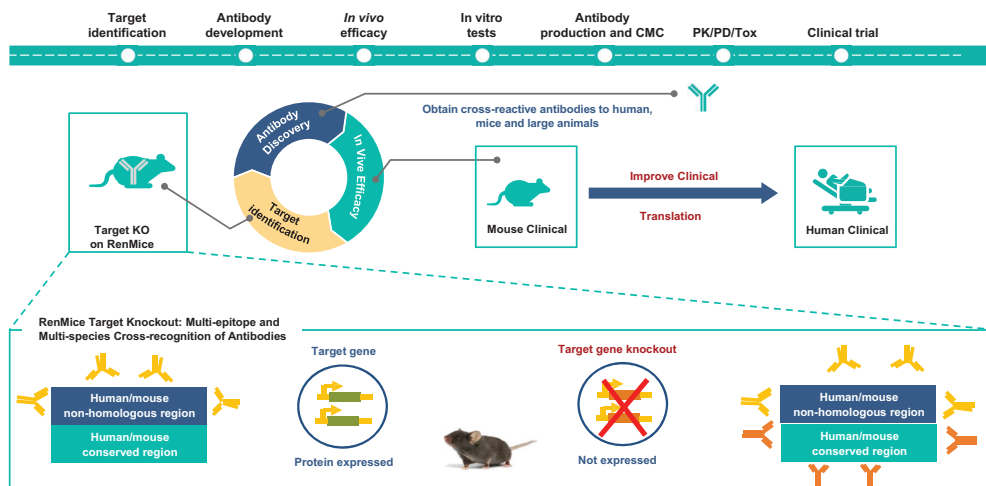 Target
identification
Antibody
development
In vivo
efficacy
In vitro
tests
Antibody
production and CMC
PK/PD/Tox
Clinical trial
Antibody
Discovery
In Vive Efficacy
Target
identification
Obtain cross-reactive antibodies to human,
mice and large animals
Target KO
on RenMice
Mouse Clinical
Improve Clinical
Translation
Human Clinical
RenMice Target Knockout: Multi-epitope and
Multi-species Cross-recognition of Antibodies
Human/mouse
non-homologous region
Human/mouse
conserved region
Target gene
Protein expressed
Target gene knockout
Not expressed
Human/mouse
non-homologous region
Human/mouse
conserved region